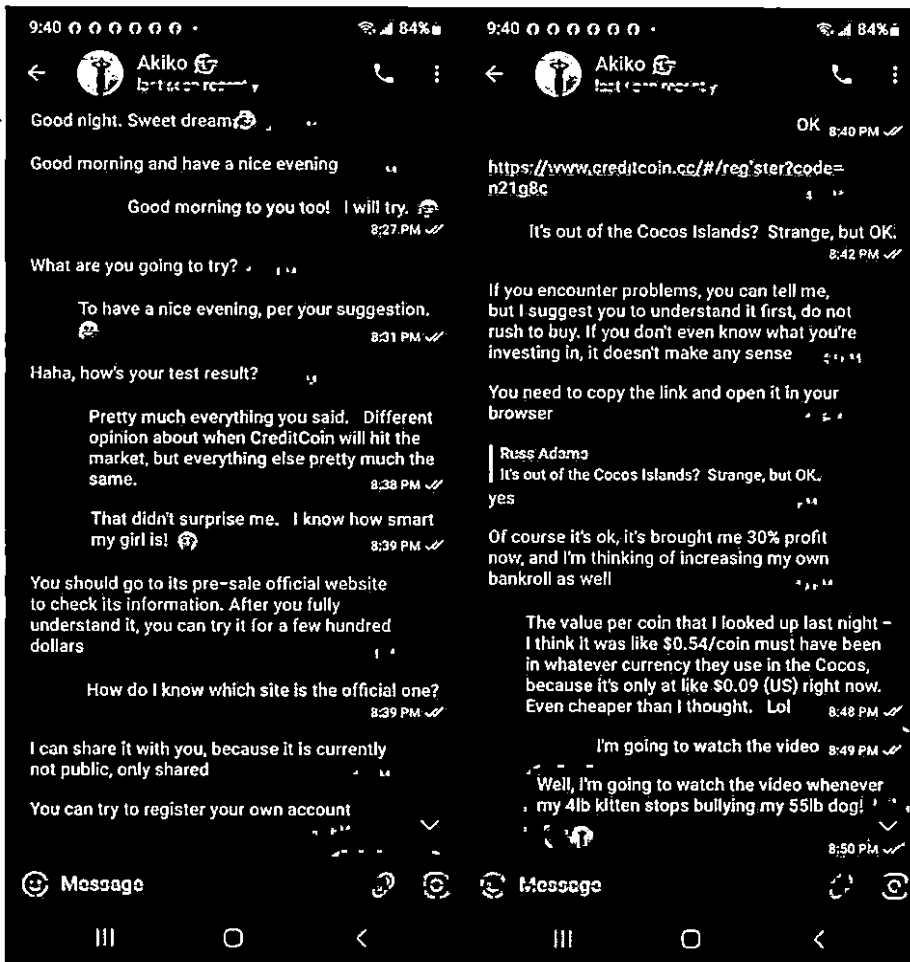 9:40
84%
Akiko
Good night. Sweet dreams
Good morning and have a nice evening
Good morning to you too! I will try.
8:27 PM
What are you going to try?
To have a nice evening, per your suggestion.
8:31 PM
Haha, how's your test result?
Pretty much everything you said. Different
opinion about when CreditCoin will hit the
market, but everything else pretty much the
same.
8:38 PM
That didn't surprise me. I know how smart
my girl is!
8:39 PM
You should go to its pre-sale official website
to check its information. After you fully
understand it, you can try it for a few hundred
dollars
How do I know which site is the official one?
8:39 PM
I can share it with you, because it is currently
not public, only shared
You can try to register your own account
Message
9:40
84%
Akiko
OK 8:40 PM
https://www.creditcoin.cc/#/register?code=
n21g8c
It's out of the Cocos Islands? Strange, but OK.
8:42 PM
If you encounter problems, you can tell me,
but I suggest you to understand it first, do not
rush to buy. If you don't even know what you're
investing in, it doesn't make any sense
You need to copy the link and open it in your
browser
Russ Adams
It's out of the Cocos Islands? Strange, but OK.
yes
Of course it's ok, it's brought me 30% profit
now, and I'm thinking of increasing my own
bankroll as well
The value per coin that I looked up last night –
I think it was like $0.54/coin must have been
in whatever currency they use in the Cocos,
because it's only at like $0.09 (US) right now.
Even cheaper than I thought. Lol
8:48 PM
I'm going to watch the video 8:49 PM
Well, I'm going to watch the video whenever
my 4lb kitten stops bullying my 55lb dog!
8:50 PM
Message